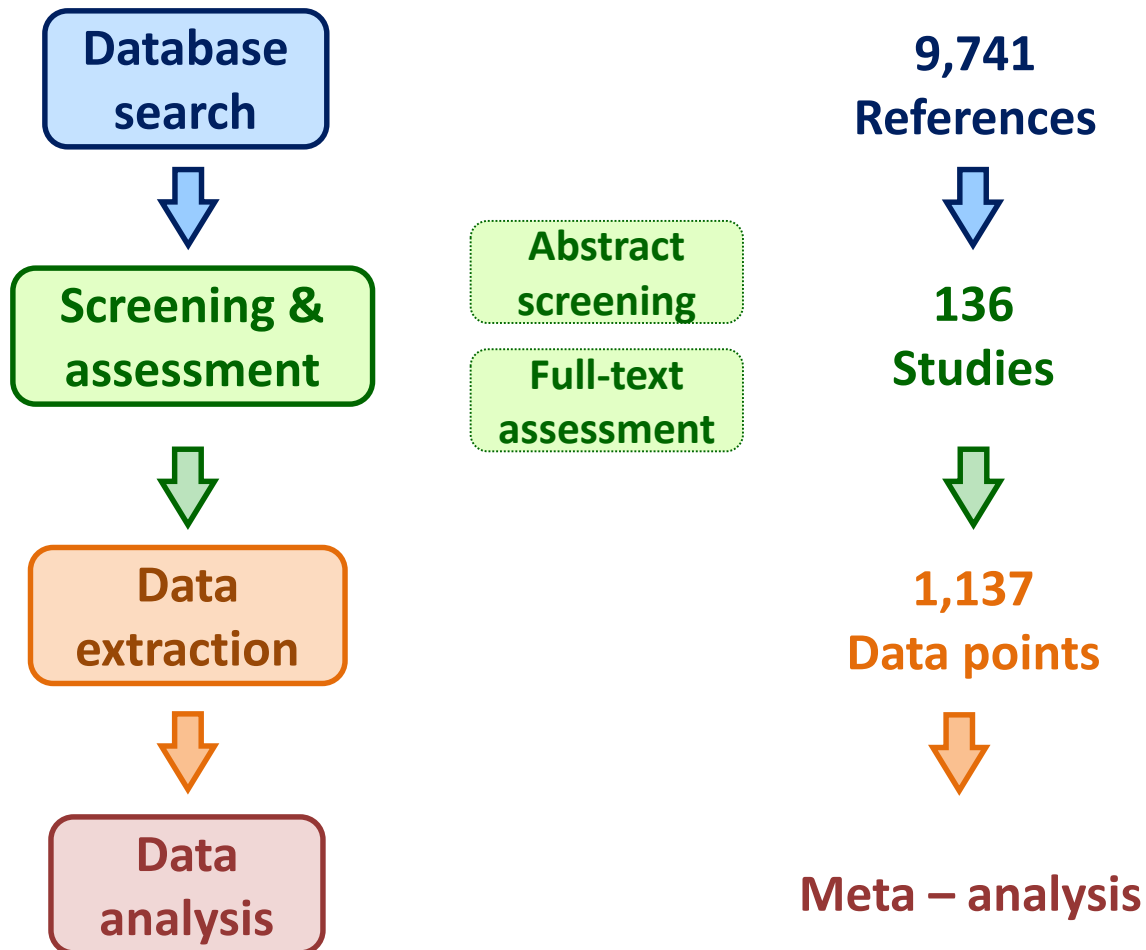 Database
search
9,741
References
Abstract
screening
Screening &
assessment
136
Studies
Full-text
assessment
Data
extraction
1,137
Data points
Data
analysis
Meta – analysis